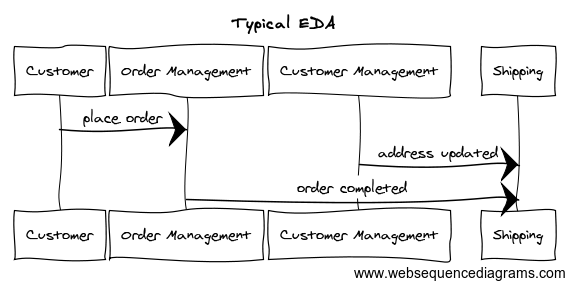 Typical EDA
Customer
Order Management
Customer Management
Shipping
place order
address updated
order completed
Customer
Order Management
Customer Management
Shipping
www.websequencediagrams.com